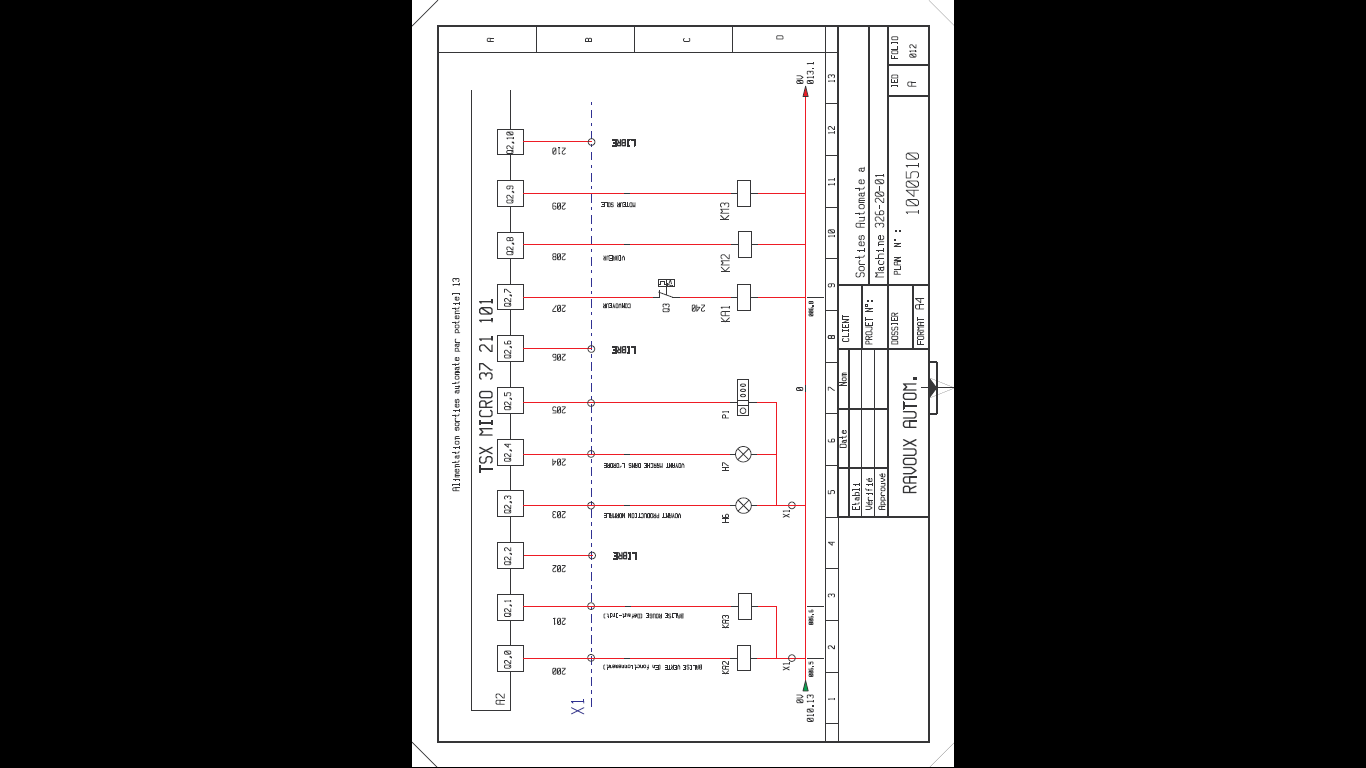 A
B
C
D
Alimentation sorties automate par potentiel 13
TSX MICRO 37 21 101
A2
Q2,0
Q2,1
Q2,2
Q2,3
Q2,4
Q2,5
Q2,6
Q2,7
Q2,8
Q2,9
Q2,10
200
201
202
203
204
205
206
207
208
209
210
X1
BALISE VERTE (En fonctionnement)
LIBRE
VOYANT PRODUCTION NORMALE
VOYANT MARCHE DANS L'ORDRE
LIBRE
CONVOYEUR
MOTEUR SOLE
LIBRE
Q3
240
KA2
KA3
H6
H7
P1
KA1
KM2
KM3
X1
X1
0
0V
010.13
0V
013.1
1
2
3
4
5
6
7
8
9
10
11
12
13
Date
Nom
Etabli
Vérifié
Approuvé
RAVOUX AUTOM.
CLIENT
PROJET N°:
DOSSIER
FORMAT A4
Sorties Automate a
Machine 326-20-01
PLAN N°:
1040510
IED
A
FOLIO
012